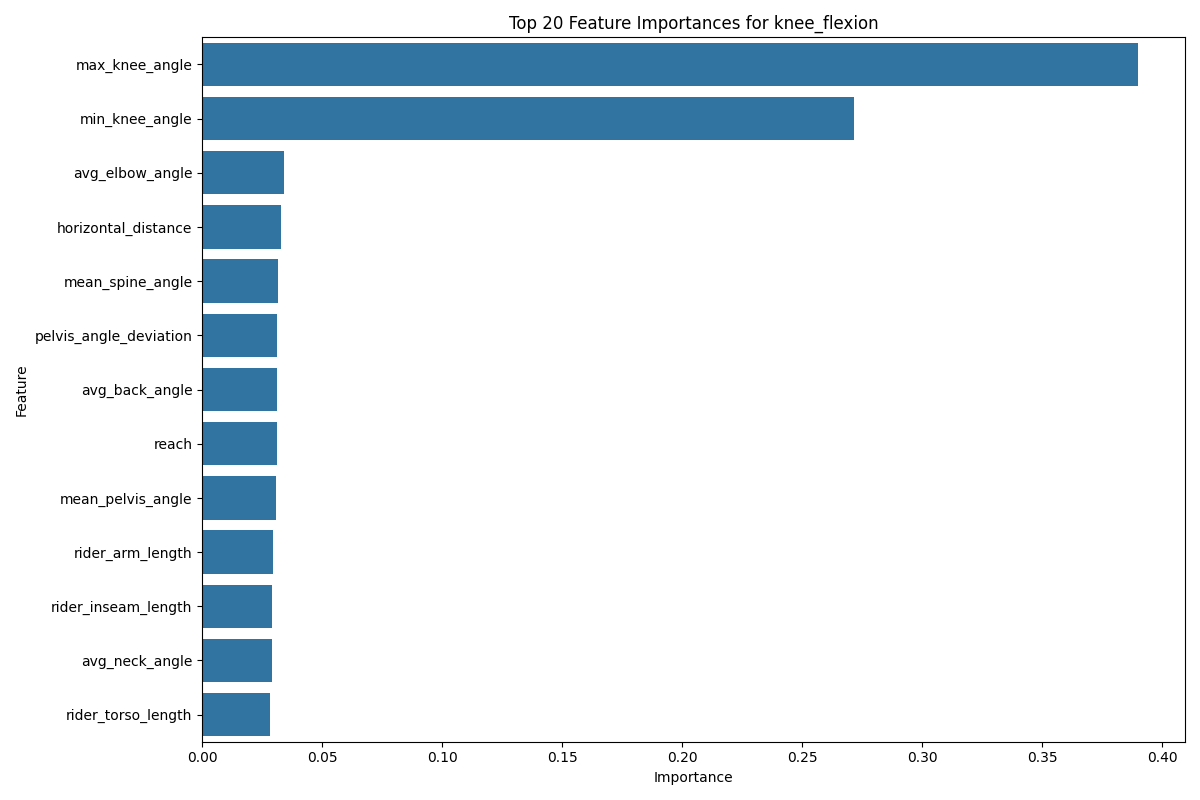 Top 20 Feature Importances for knee_flexion
max_knee_angle
min_knee_angle
avg_elbow_angle
horizontal_distance
mean_spine_angle
pelvis_angle_deviation
avg_back_angle
reach
mean_pelvis_angle
rider_arm_length
rider_inseam_length
avg_neck_angle
rider_torso_length
Feature
0.00 0.05 0.10 0.15 0.20 0.25 0.30 0.35 0.40
Importance